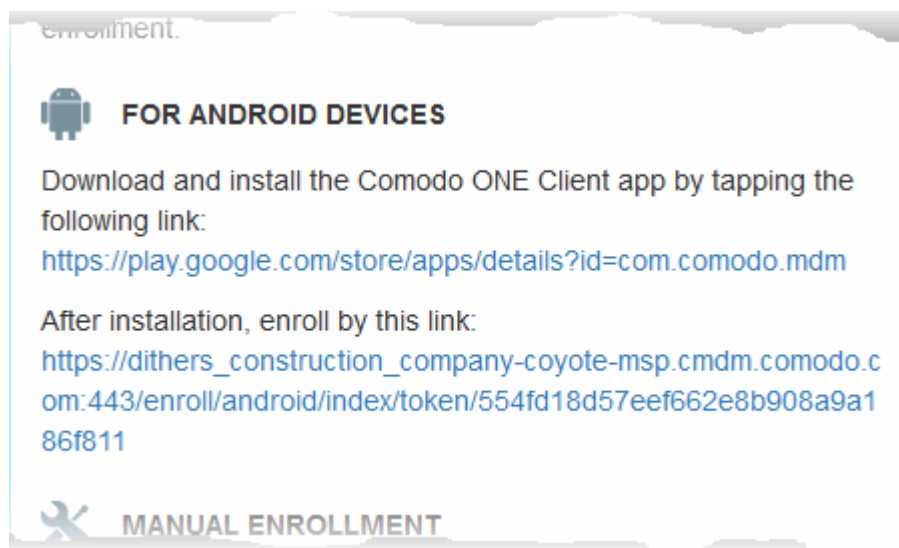 enrollment.
FOR ANDROID DEVICES
Download and install the Comodo ONE Client app by tapping the
following link:
https://play.google.com/store/apps/details?id=com.comodo.mdm
After installation, enroll by this link:
https://dithers_construction_company-coyote-msp.cmdm.comodo.c
om:443/enroll/android/index/token/554fd18d57eef662e8b908a9a1
86f811
MANUAL ENROLLMENT